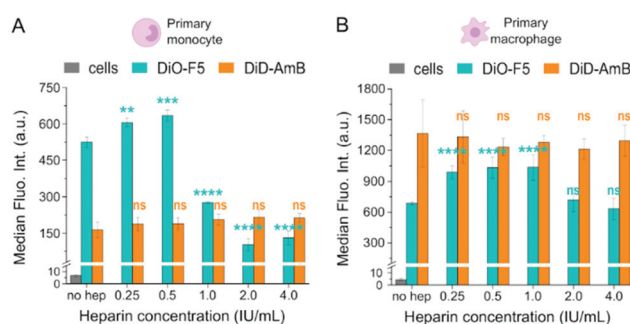 A
Primary
monocyte
cells DiO-F5 DiD-AmB
Median Fluo. Int. (a.u.)
750
600
450
300
150
10
0
** *** **** **** ****
ns ns ns ns ns
no hep 0.25 0.5 1.0 2.0 4.0
Heparin concentration (IU/mL)
B
Primary
macrophage
cells DiO-F5 DiD-AmB
Median Fluo. Int. (a.u.)
1800
1500
1200
900
600
300
10
0
ns ns ns ns ns
**** **** **** ns ns
no hep 0.25 0.5 1.0 2.0 4.0
Heparin concentration (IU/mL)